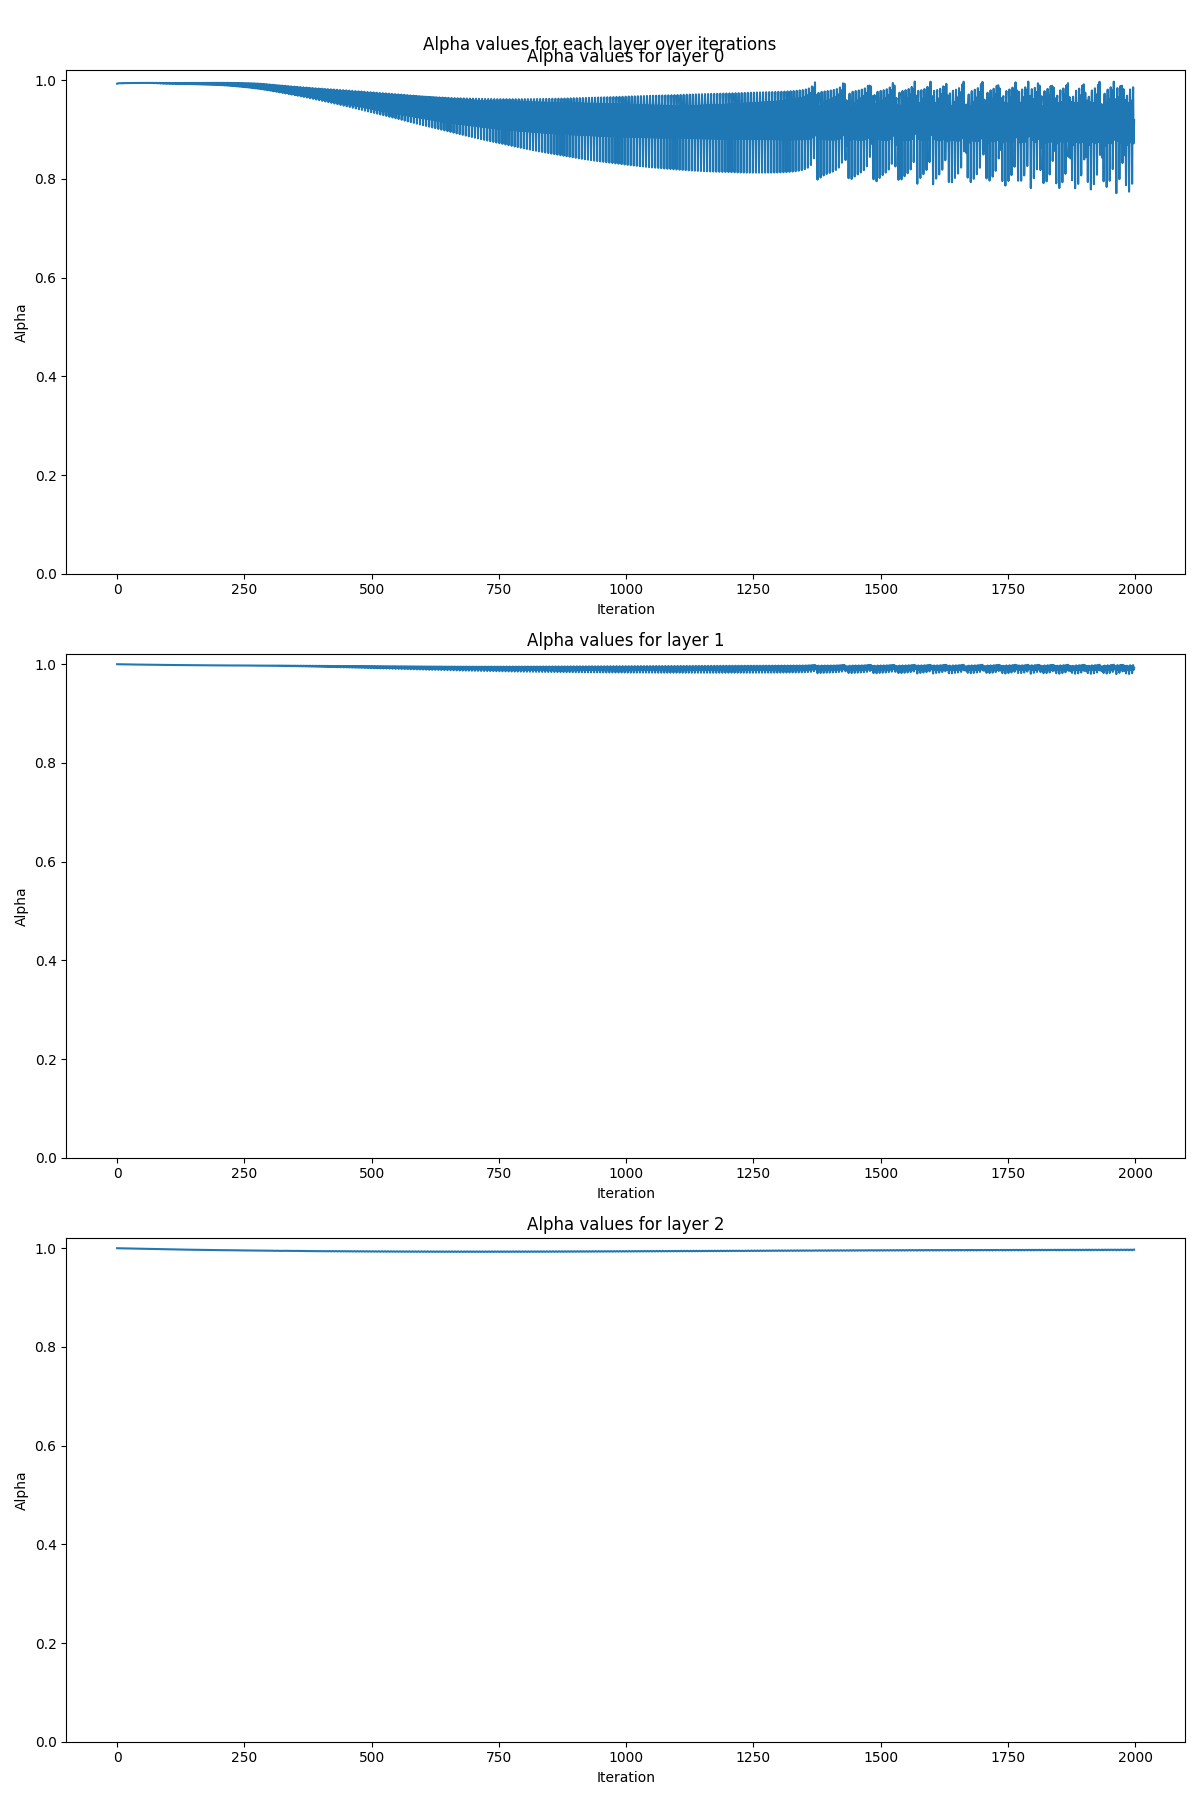 Alpha values for each layer over iterations
Alpha values for layer 0
1.0
0.8
0.6
0.4
0.2
0.0
Alpha
0 250 500 750 1000 1250 1500 1750 2000
Iteration
Alpha values for layer 1
1.0
0.8
0.6
0.4
0.2
0.0
Alpha
0 250 500 750 1000 1250 1500 1750 2000
Iteration
Alpha values for layer 2
1.0
0.8
0.6
0.4
0.2
0.0
Alpha
0 250 500 750 1000 1250 1500 1750 2000
Iteration